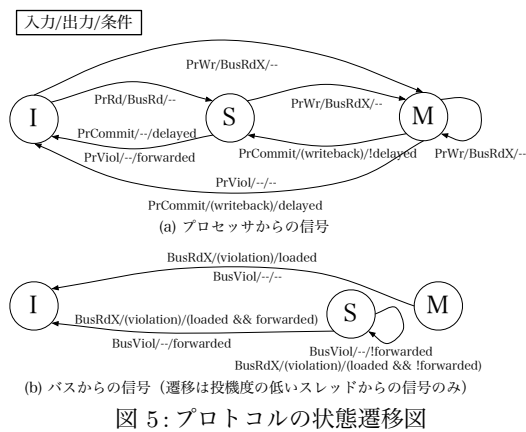 入力/出力/条件
PrWr/BusRdX/--
I
PrRd/BusRd/--
S
PrWr/BusRdX/--
M
PrCommit/--/delayed
PrViol/--/forwarded
PrCommit/(writeback)/!delayed
PrWr/BusRdX/--
PrViol/--/--
PrCommit/(writeback)/delayed
(a) プロセッサからの信号
BusRdX/(violation)/loaded
BusViol/--/--
I
M
BusRdX/(violation)/(loaded && forwarded)
S
BusViol/--/forwarded
BusViol/--/!forwarded
BusRdX/(violation)/(loaded && !forwarded)
(b) バスからの信号（遷移は投機度の低いスレッドからの信号のみ）
図 5: プロトコルの状態遷移図